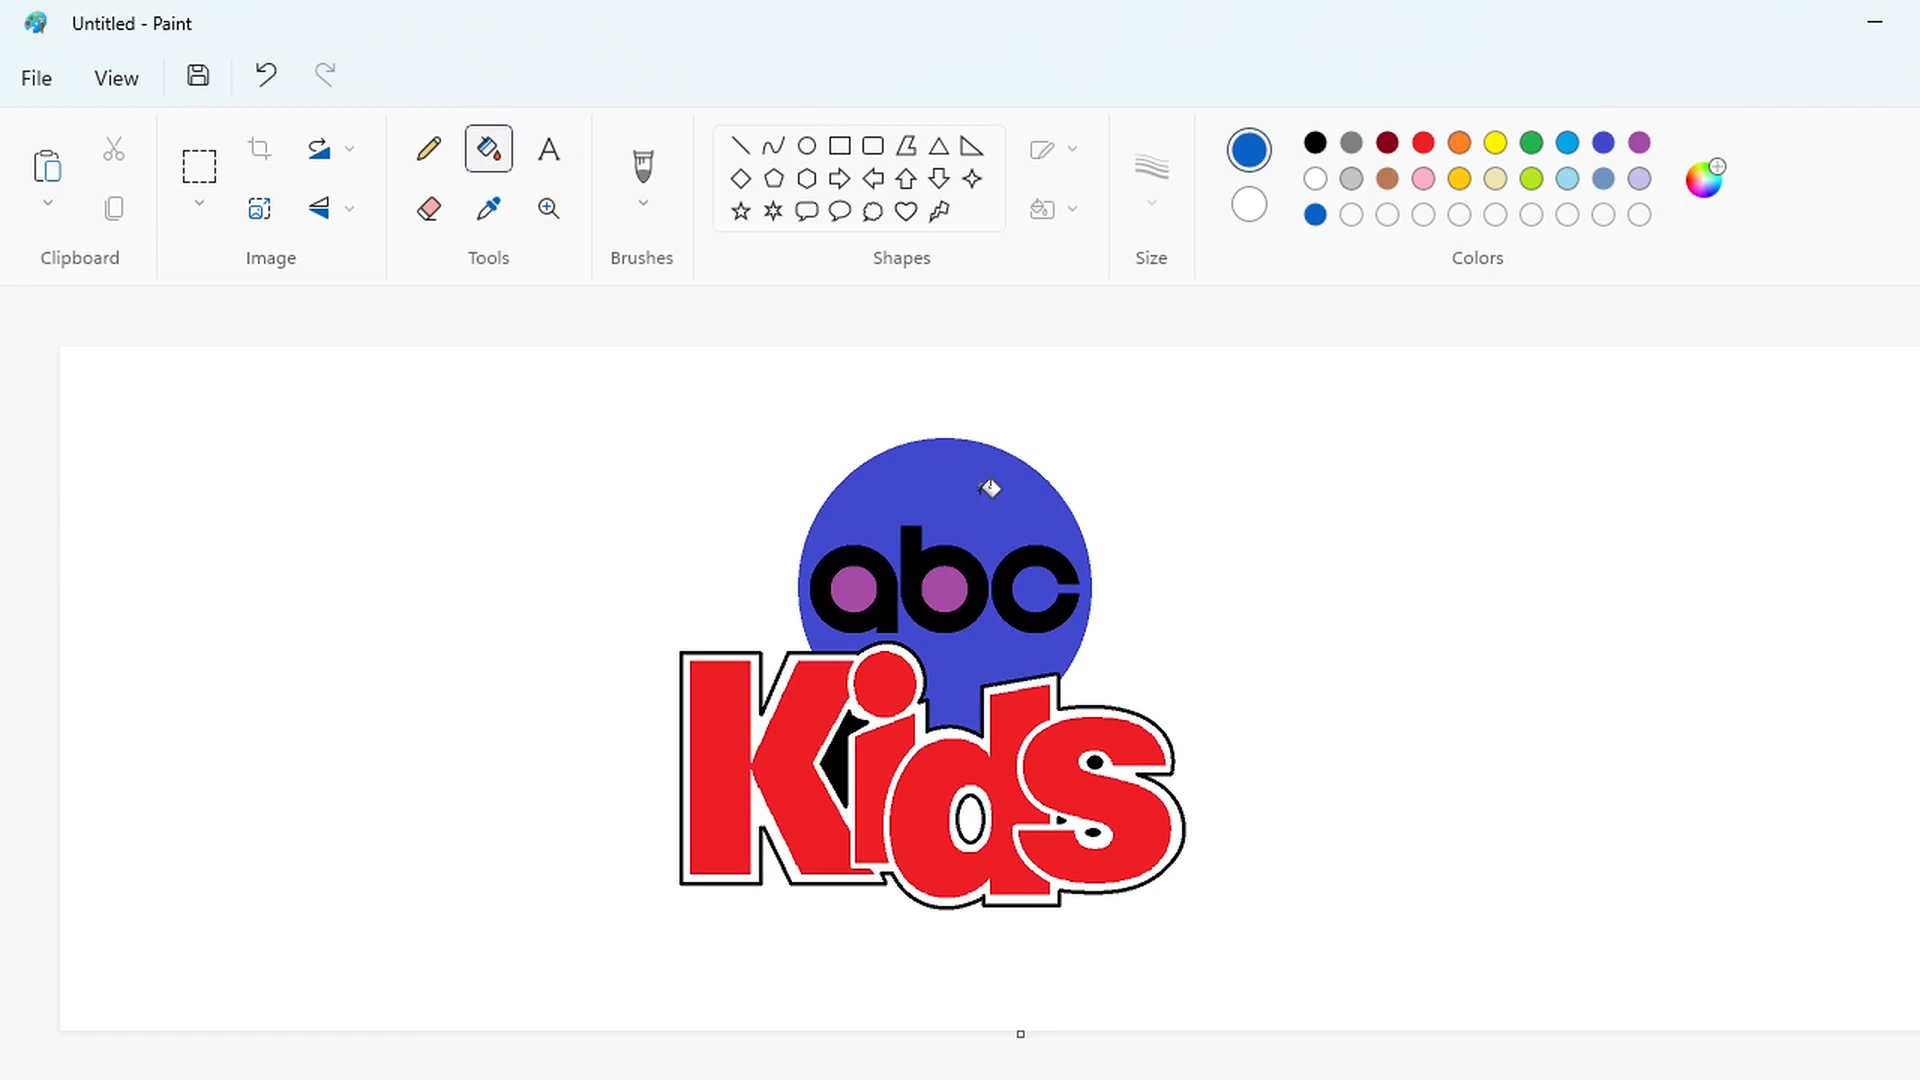 Untitled - Paint
File View
Clipboard
Image
Tools
Brushes
Shapes
Size
Colors
abc
Kids